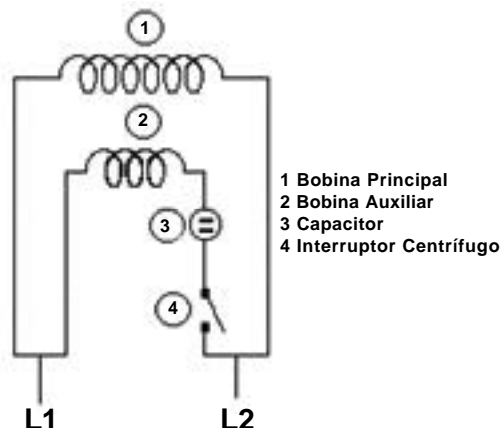 1
2
3
4
1 Bobina Principal
2 Bobina Auxiliar
3 Capacitor
4 Interruptor Centrífugo
L1 L2